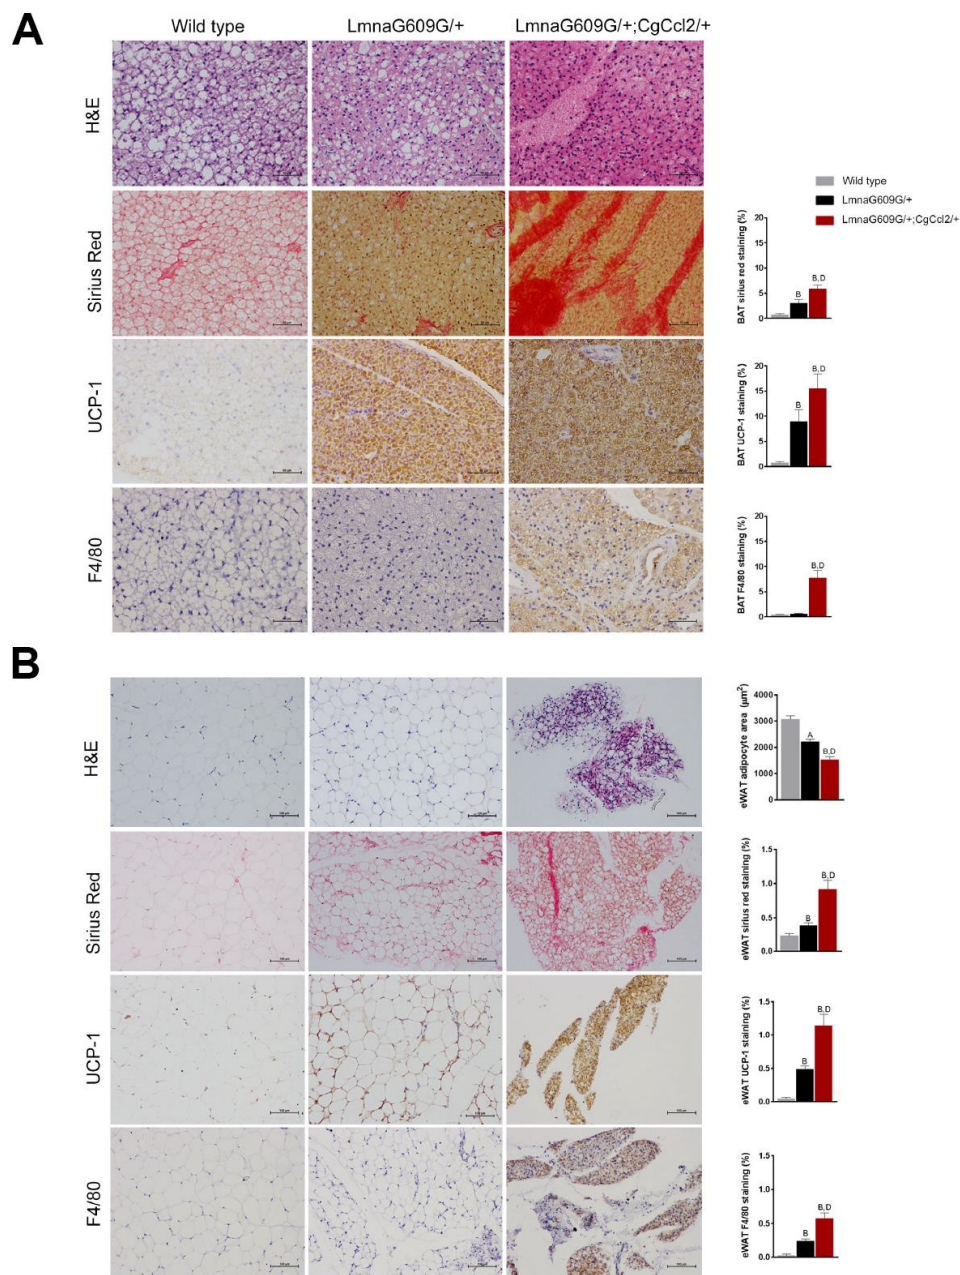 A
Wild type
LmnaG609G/+
LmnaG609G/+;CgCcl2/+
H&E
Sirius Red
UCP-1
F4/80
Wild type
LmnaG609G/+
LmnaG609G/+;CgCcl2/+
BAT sirius red staining (%)
20
15
10
5
0
B
B,D
BAT UCP-1 staining (%)
20
15
10
5
0
B
B,D
BAT F4/80 staining (%)
20
15
10
5
0
B,D
B
H&E
Sirius Red
UCP-1
F4/80
eWAT adipocyte area (µm²)
4000
3000
2000
1000
0
A
B,D
eWAT sirius red staining (%)
1.5
1.0
0.5
0.0
B
B,D
eWAT UCP-1 staining (%)
1.5
1.0
0.5
0.0
B
B,D
eWAT F4/80 staining (%)
1.5
1.0
0.5
0.0
B
B,D